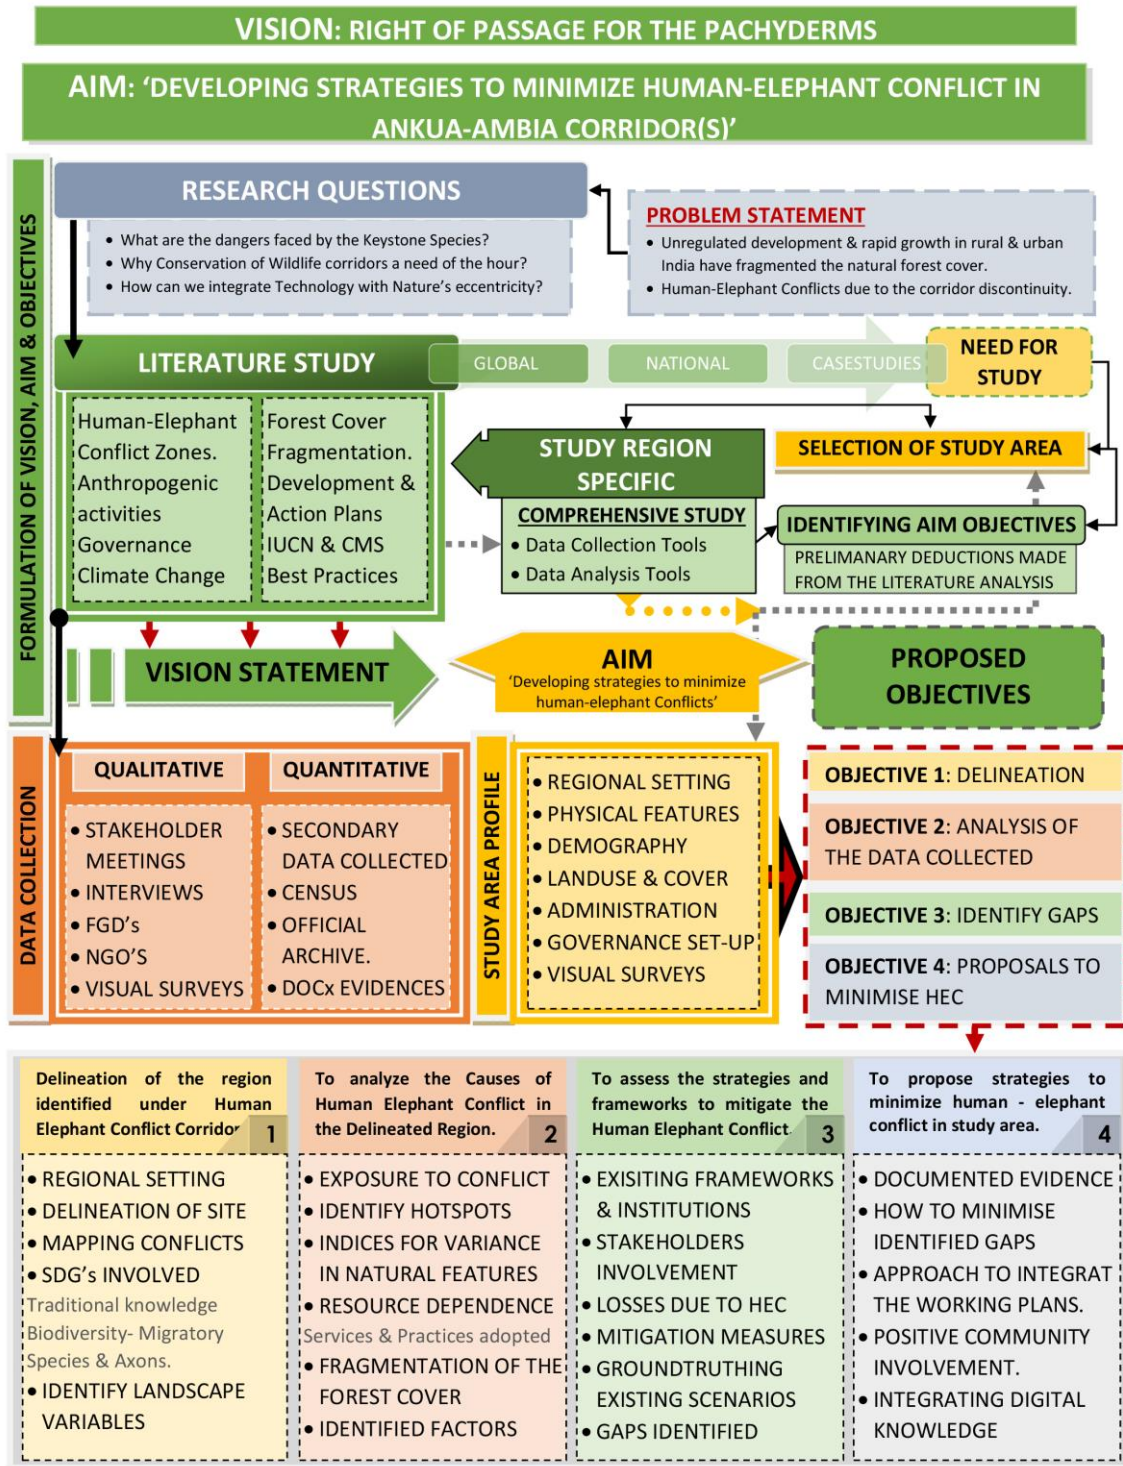 VISION: RIGHT OF PASSAGE FOR THE PACHYDERMS
AIM: ‘DEVELOPING STRATEGIES TO MINIMIZE HUMAN-ELEPHANT CONFLICT IN
ANKUA-AMBIA CORRIDOR(S)’
FORMULATION OF VISION, AIM & OBJECTIVES
RESEARCH QUESTIONS
• What are the dangers faced by the Keystone Species?
• Why Conservation of Wildlife corridors a need of the hour?
• How can we integrate Technology with Nature’s eccentricity?
PROBLEM STATEMENT
• Unregulated development & rapid growth in rural & urban
India have fragmented the natural forest cover.
• Human-Elephant Conflicts due to the corridor discontinuity.
LITERATURE STUDY
GLOBAL
NATIONAL
CASESTUDIES
NEED FOR
STUDY
Human-Elephant
Conflict Zones.
Anthropogenic
activities
Governance
Climate Change
Forest Cover
Fragmentation.
Development &
Action Plans
IUCN & CMS
Best Practices
STUDY REGION
SPECIFIC
COMPREHENSIVE STUDY
• Data Collection Tools
• Data Analysis Tools
SELECTION OF STUDY AREA
IDENTIFYING AIM OBJECTIVES
PRELIMANARY DEDUCTIONS MADE
FROM THE LITERATURE ANALYSIS
VISION STATEMENT
AIM
‘Developing strategies to minimize
human-elephant Conflicts’
PROPOSED
OBJECTIVES
DATA COLLECTION
QUALITATIVE
• STAKEHOLDER
MEETINGS
• INTERVIEWS
• FGD’s
• NGO’S
• VISUAL SURVEYS
QUANTITATIVE
• SECONDARY
DATA COLLECTED
• CENSUS
• OFFICIAL
ARCHIVE.
• DOCx EVIDENCES
STUDY AREA PROFILE
• REGIONAL SETTING
• PHYSICAL FEATURES
• DEMOGRAPHY
• LANDUSE & COVER
• ADMINISTRATION
• GOVERNANCE SET-UP
• VISUAL SURVEYS
OBJECTIVE 1: DELINEATION
OBJECTIVE 2: ANALYSIS OF
THE DATA COLLECTED
OBJECTIVE 3: IDENTIFY GAPS
OBJECTIVE 4: PROPOSALS TO
MINIMISE HEC
Delineation of the region
identified under Human
Elephant Conflict Corridor
1
• REGIONAL SETTING
• DELINEATION OF SITE
• MAPPING CONFLICTS
• SDG’s INVOLVED
Traditional knowledge
Biodiversity- Migratory
Species & Axons.
• IDENTIFY LANDSCAPE
VARIABLES
To analyze the Causes of
Human Elephant Conflict in
the Delineated Region.
2
• EXPOSURE TO CONFLICT
• IDENTIFY HOTSPOTS
• INDICES FOR VARIANCE
IN NATURAL FEATURES
• RESOURCE DEPENDENCE
Services & Practices adopted
• FRAGMENTATION OF THE
FOREST COVER
• IDENTIFIED FACTORS
To assess the strategies and
frameworks to mitigate the
Human Elephant Conflict.
3
• EXISITING FRAMEWORKS
& INSTITUTIONS
• STAKEHOLDERS
INVOLVEMENT
• LOSSES DUE TO HEC
• MITIGATION MEASURES
• GROUNDTRUTHING
EXISTING SCENARIOS
• GAPS IDENTIFIED
To propose strategies to
minimize human - elephant
conflict in study area.
4
• DOCUMENTED EVIDENCE
• HOW TO MINIMISE
IDENTIFIED GAPS
• APPROACH TO INTEGRAT
THE WORKING PLANS.
• POSITIVE COMMUNITY
INVOLVEMENT.
• INTEGRATING DIGITAL
KNOWLEDGE